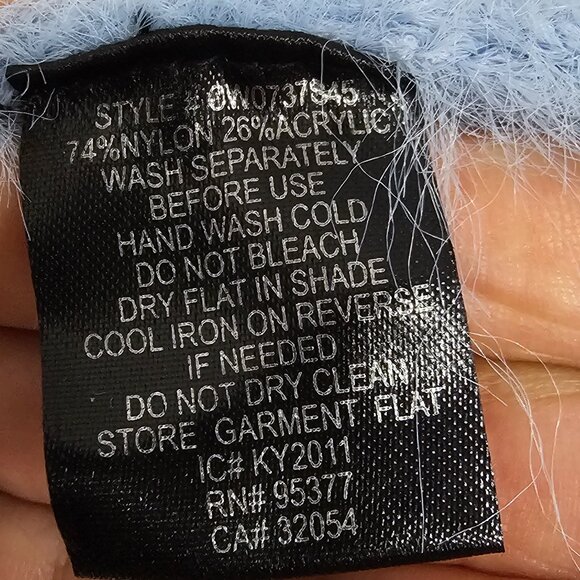 STYLE # OW0737S45
74%NYLON 26%ACRYLIC
WASH SEPARATELY
BEFORE USE
HAND WASH COLD
DO NOT BLEACH
DRY FLAT IN SHADE
COOL IRON ON REVERSE
IF NEEDED
DO NOT DRY CLEAN
STORE GARMENT FLAT
IC# KY2011
RN# 95377
CA# 32054